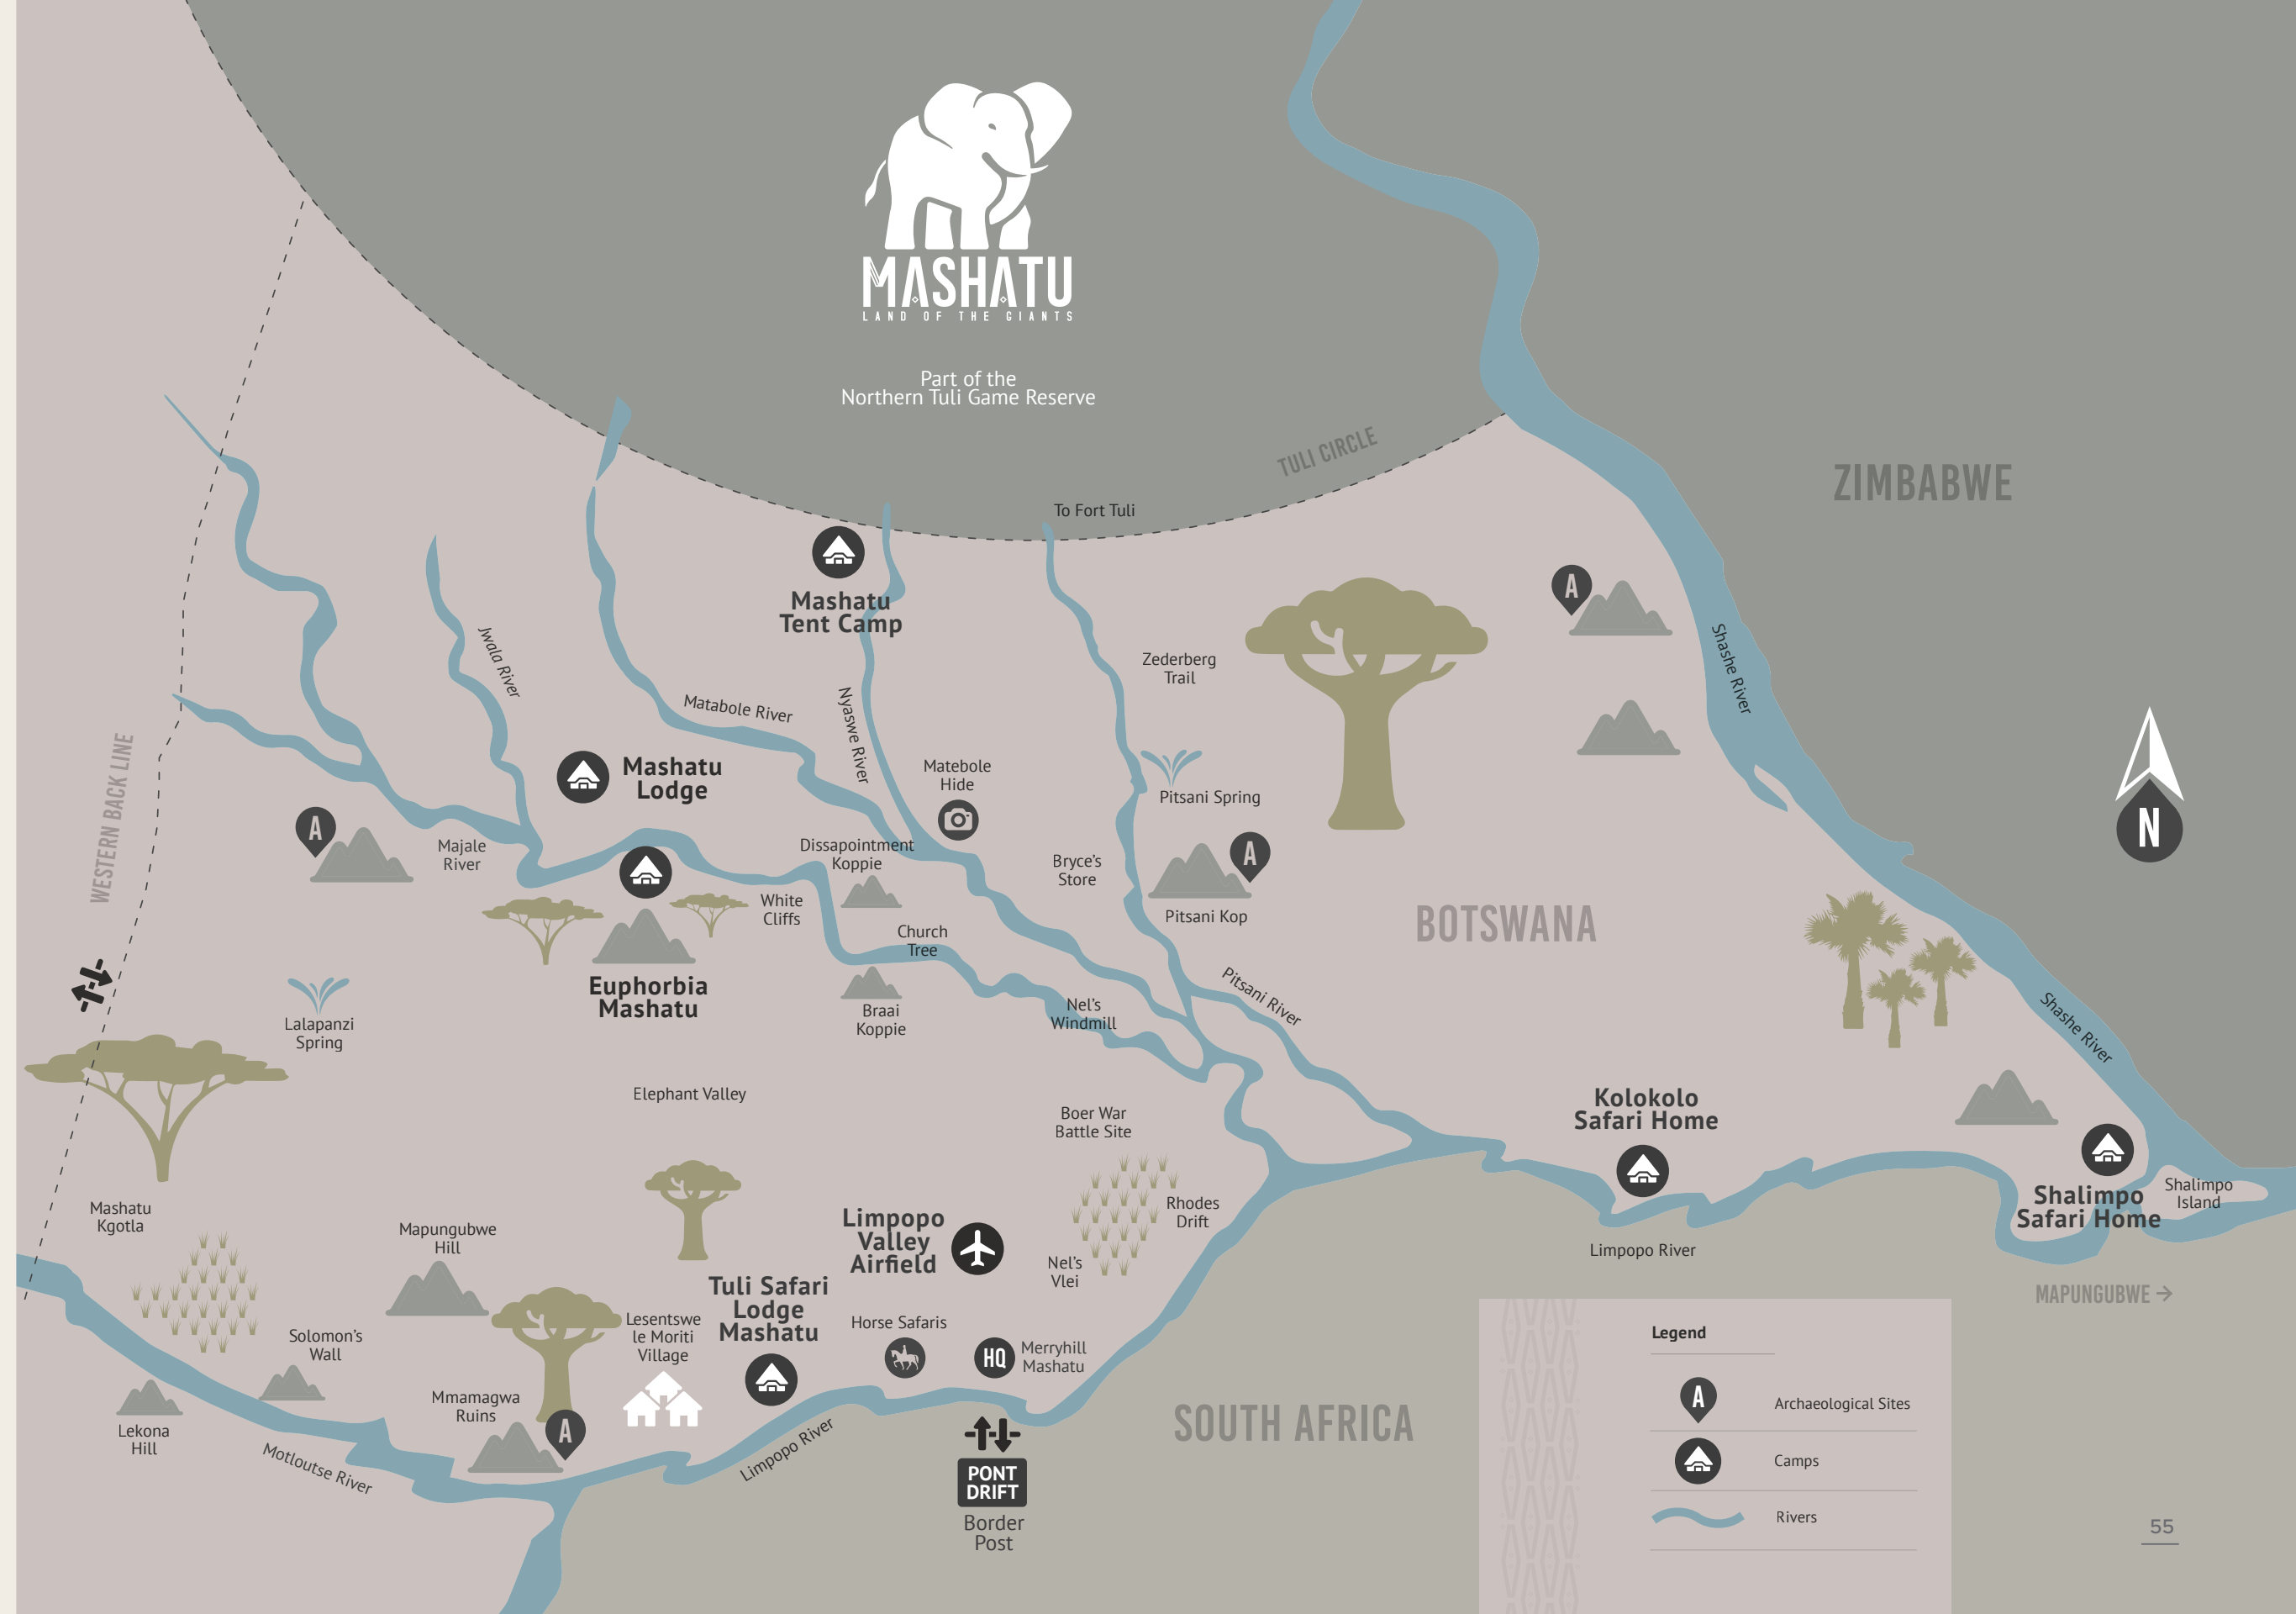 MASHATU
LAND OF THE GIANTS
Part of the
Northern Tuli Game Reserve
TULI CIRCLE
ZIMBABWE
To Fort Tuli
Mashatu
Tent Camp
A
Zederberg
Trail
Shashe River
Jwala River
Matabole River
Nyaswe River
WESTERN BACK LINE
Mashatu
Lodge
Matebole
Hide
Pitsani Spring
N
A
Majale
River
Dissapointment
Koppie
Bryce's
Store
A
Pitsani Kop
White
Cliffs
Church
Tree
BOTSWANA
Euphorbia
Mashatu
Braai
Koppie
Nel's
Windmill
Pitsani River
Shashe River
Lalapanzi
Spring
Elephant Valley
Boer War
Battle Site
Kolokolo
Safari Home
Mashatu
Kgotla
Mapungubwe
Hill
Limpopo
Valley
Airfield
Rhodes
Drift
Nel's
Vlei
Limpopo River
Shalimpo
Safari Home
Shalimpo
Island
MAPUNGUBWE →
Solomon's
Wall
Lesentswe
le Moriti
Village
Tuli Safari
Lodge
Mashatu
Horse Safaris
HQ
Merryhill
Mashatu
Lekona
Hill
Mmamagwa
Ruins
A
Motloutse River
Limpopo River
PONT
DRIFT
Border
Post
SOUTH AFRICA
Legend
A
Archaeological Sites
Camps
Rivers
55